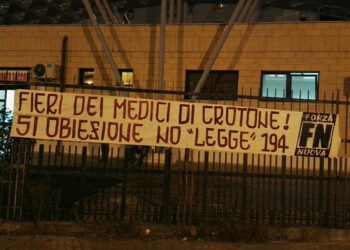 FIERI DEI MEDICI DI CROTONE!
SI OBIEZIONE NO "LEGGE" 194
FORZA
FN
NUOVA